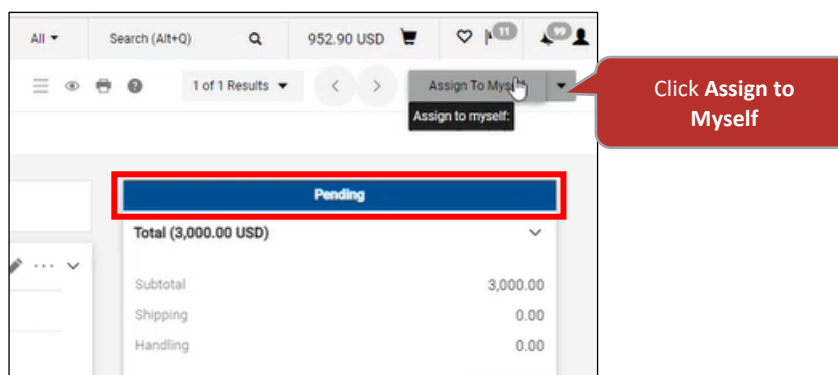 All Search (Alt+Q) 952.90 USD 11 99
1 of 1 Results Assign To Myself
Assign to myself:
Click Assign to
Myself
Pending
Total (3,000.00 USD)
Subtotal 3,000.00
Shipping 0.00
Handling 0.00